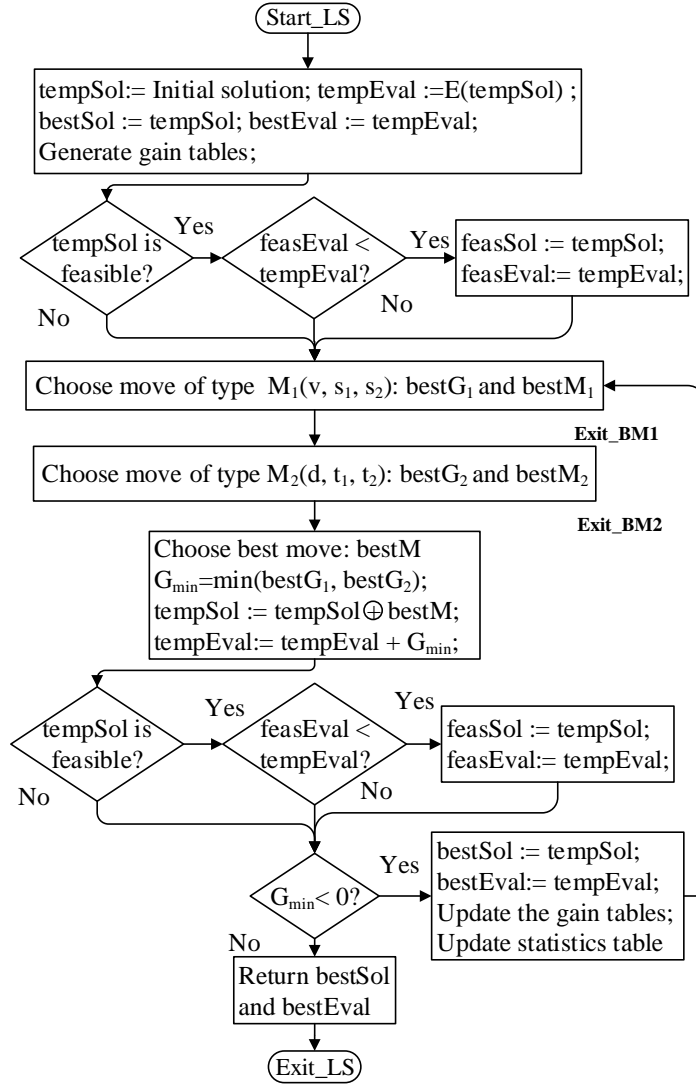 Start_LS
tempSol:= Initial solution; tempEval :=E(tempSol) ;
bestSol := tempSol; bestEval := tempEval;
Generate gain tables;
tempSol is
feasible?
Yes
No
feasEval <
tempEval?
Yes
No
feasSol := tempSol;
feasEval:= tempEval;
Choose move of type M₁(v, s₁, s₂): bestG₁ and bestM₁
Exit_BM1
Choose move of type M₂(d, t₁, t₂): bestG₂ and bestM₂
Exit_BM2
Choose best move: bestM
Gₘᵢₙ=min(bestG₁, bestG₂);
tempSol := tempSol⊕bestM;
tempEval:= tempEval + Gₘᵢₙ;
tempSol is
feasible?
Yes
No
feasEval <
tempEval?
Yes
No
feasSol := tempSol;
feasEval:= tempEval;
Gₘᵢₙ< 0?
Yes
No
bestSol := tempSol;
bestEval:= tempEval;
Update the gain tables;
Update statistics table
Return bestSol
and bestEval
Exit_LS